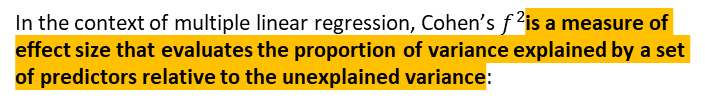 In the context of multiple linear regression, Cohen’s f ² is a measure of
effect size that evaluates the proportion of variance explained by a set
of predictors relative to the unexplained variance: